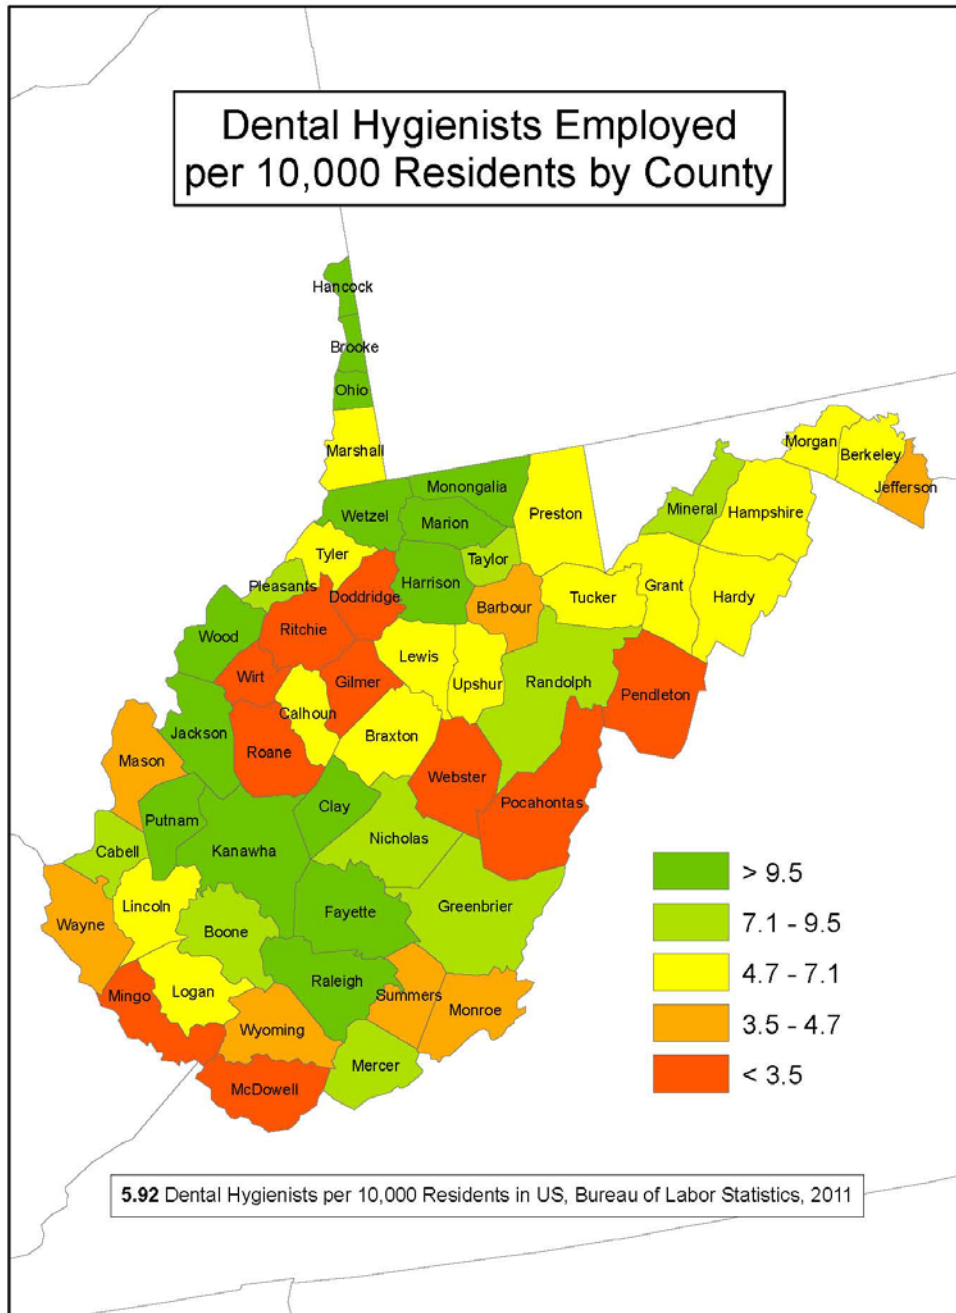 Dental Hygienists Employed
per 10,000 Residents by County
Hancock
Brooke
Ohio
Marshall
Morgan
Berkeley
Jefferson
Monongalia
Wetzel
Marion
Preston
Mineral
Hampshire
Tyler
Taylor
Pleasants
Doddridge
Harrison
Barbour
Tucker
Grant
Hardy
Wood
Ritchie
Lewis
Wirt
Gilmer
Upshur
Randolph
Pendleton
Calhoun
Jackson
Roane
Braxton
Mason
Webster
Pocahontas
Clay
Putnam
Nicholas
Cabell
Kanawha
Lincoln
Greenbrier
Wayne
Boone
Fayette
Raleigh
Mingo
Logan
Summers
Monroe
Wyoming
Mercer
McDowell
> 9.5
7.1 - 9.5
4.7 - 7.1
3.5 - 4.7
< 3.5
5.92 Dental Hygienists per 10,000 Residents in US, Bureau of Labor Statistics, 2011